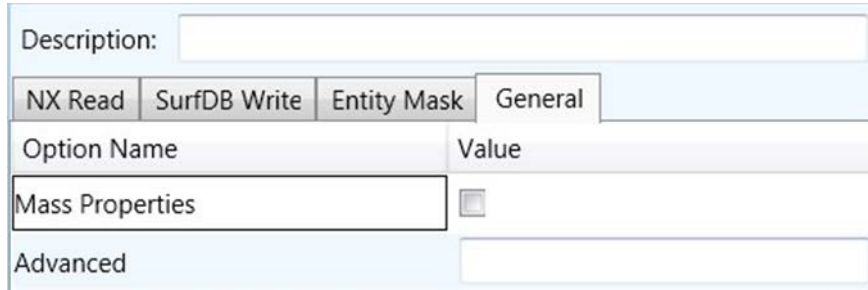 Description:
NX Read SurfDB Write Entity Mask General
Option Name Value
Mass Properties
Advanced